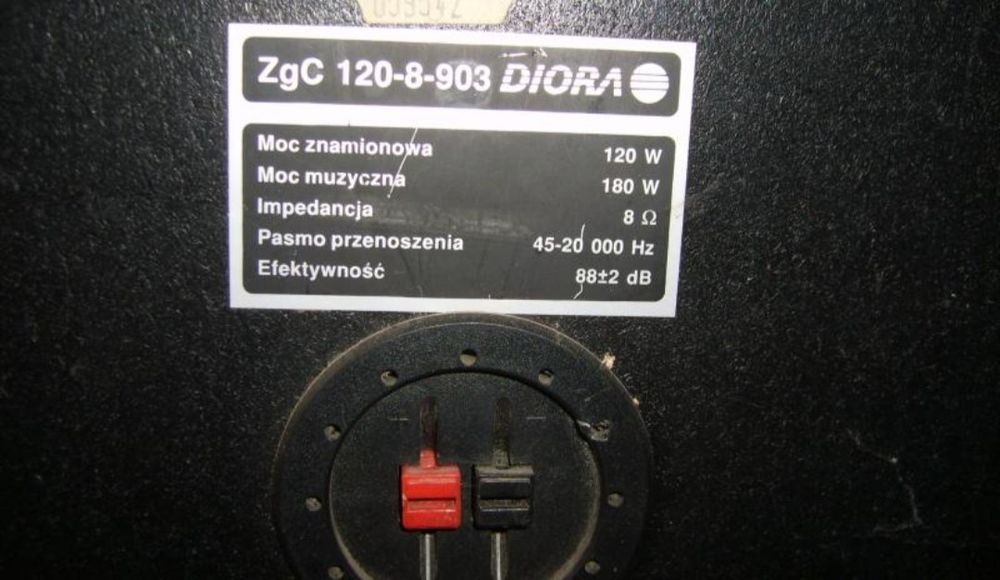 059542
ZgC 120-8-903 DIORA
Moc znamionowa 120 W
Moc muzyczna 180 W
Impedancja 8 Ω
Pasmo przenoszenia 45-20 000 Hz
Efektywność 88±2 dB